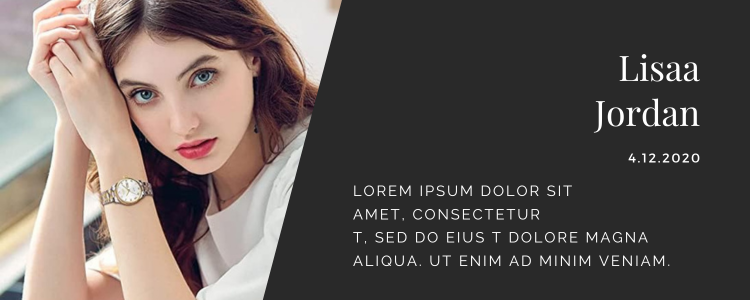 Lisaa
Jordan
4.12.2020
LOREM IPSUM DOLOR SIT
AMET, CONSECTETUR
T, SED DO EIUS T DOLORE MAGNA
ALIQUA. UT ENIM AD MINIM VENIAM.